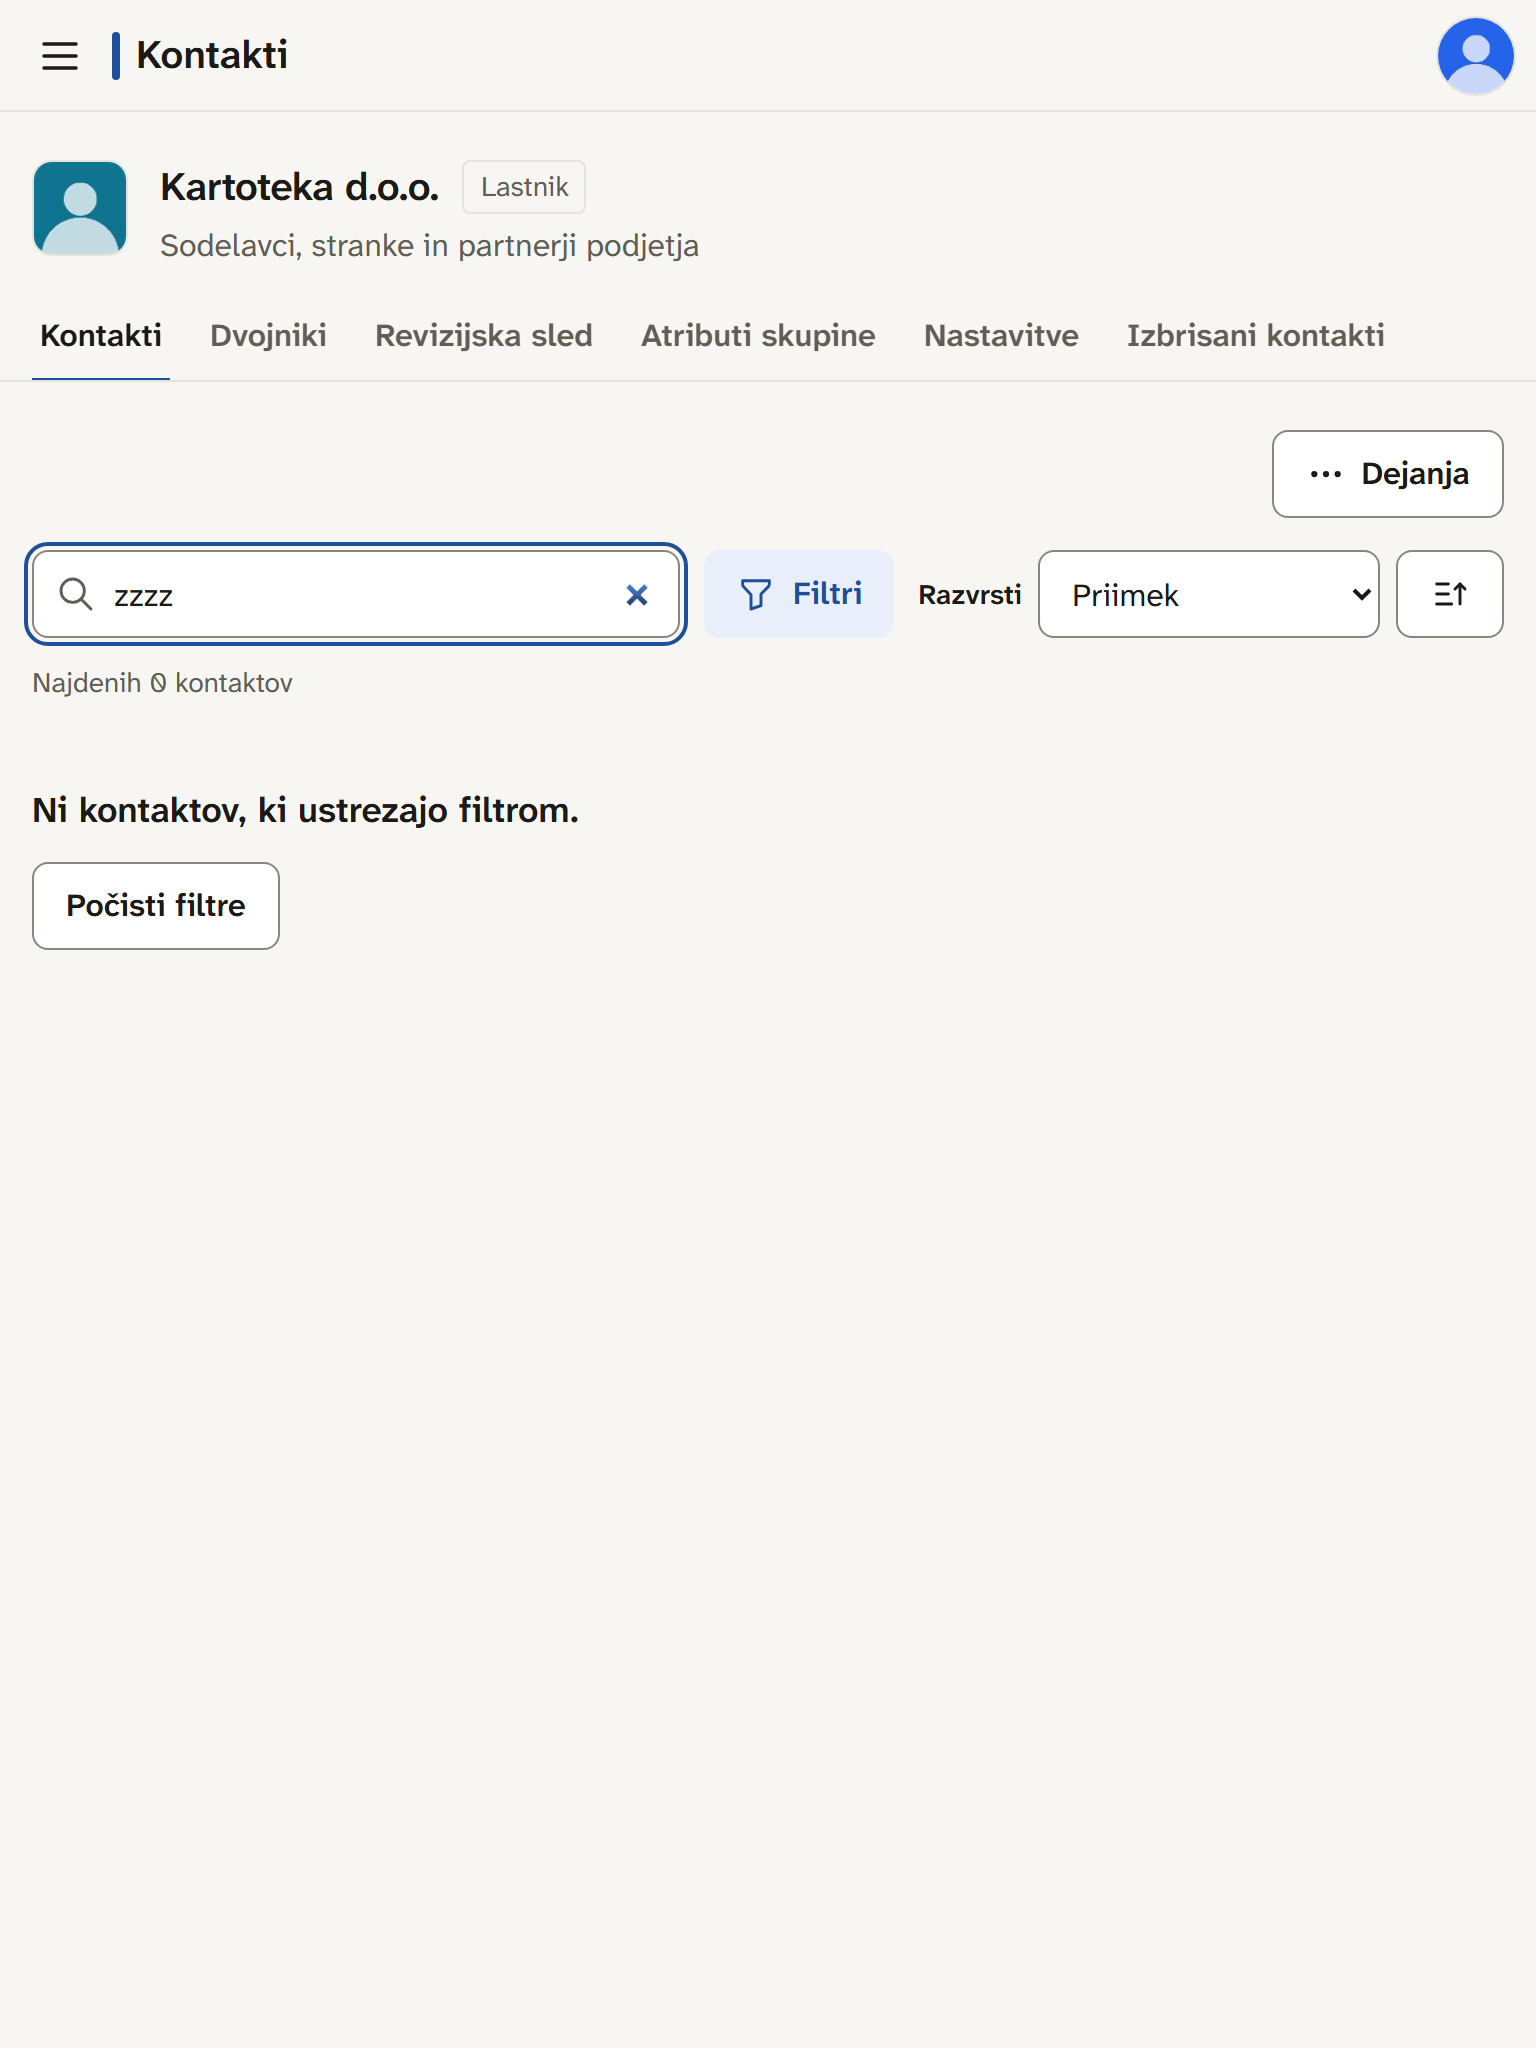 Kontakti
Kartoteka d.o.o. Lastnik
Sodelavci, stranke in partnerji podjetja
Kontakti Dvojniki Revizijska sled Atributi skupine Nastavitve Izbrisani kontakti
Dejanja
zzzz Filtri Razvrsti Priimek
Najdenih 0 kontaktov
Ni kontaktov, ki ustrezajo filtrom.
Počisti filtre